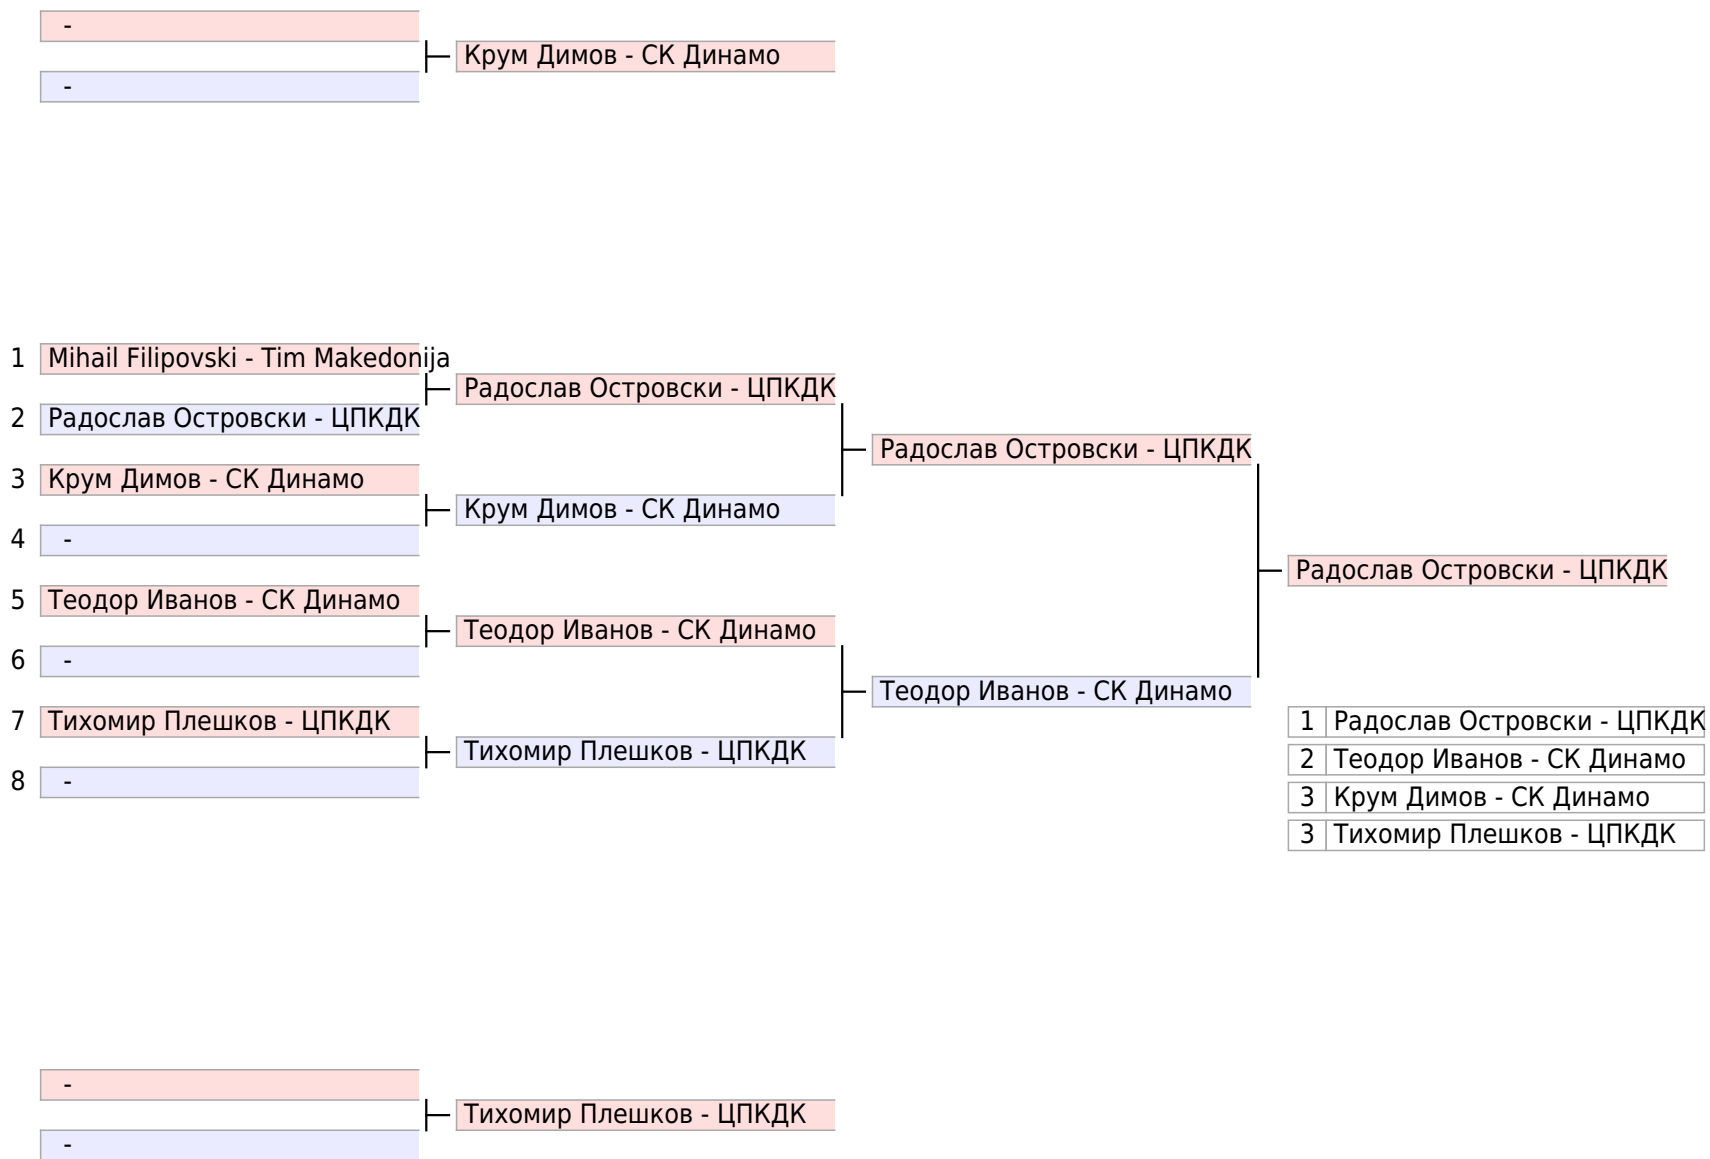 -
Крум Димов - СК Динамо
-
1 Mihail Filipovski - Tim Makedonija
Радослав Островски - ЦПКДК
2 Радослав Островски - ЦПКДК
Радослав Островски - ЦПКДК
3 Крум Димов - СК Динамо
Крум Димов - СК Динамо
4 -
Радослав Островски - ЦПКДК
5 Теодор Иванов - СК Динамо
Теодор Иванов - СК Динамо
6 -
Теодор Иванов - СК Динамо
7 Тихомир Плешков - ЦПКДК
1 Радослав Островски - ЦПКДК
Тихомир Плешков - ЦПКДК
2 Теодор Иванов - СК Динамо
8 -
3 Крум Димов - СК Динамо
3 Тихомир Плешков - ЦПКДК
-
Тихомир Плешков - ЦПКДК
-